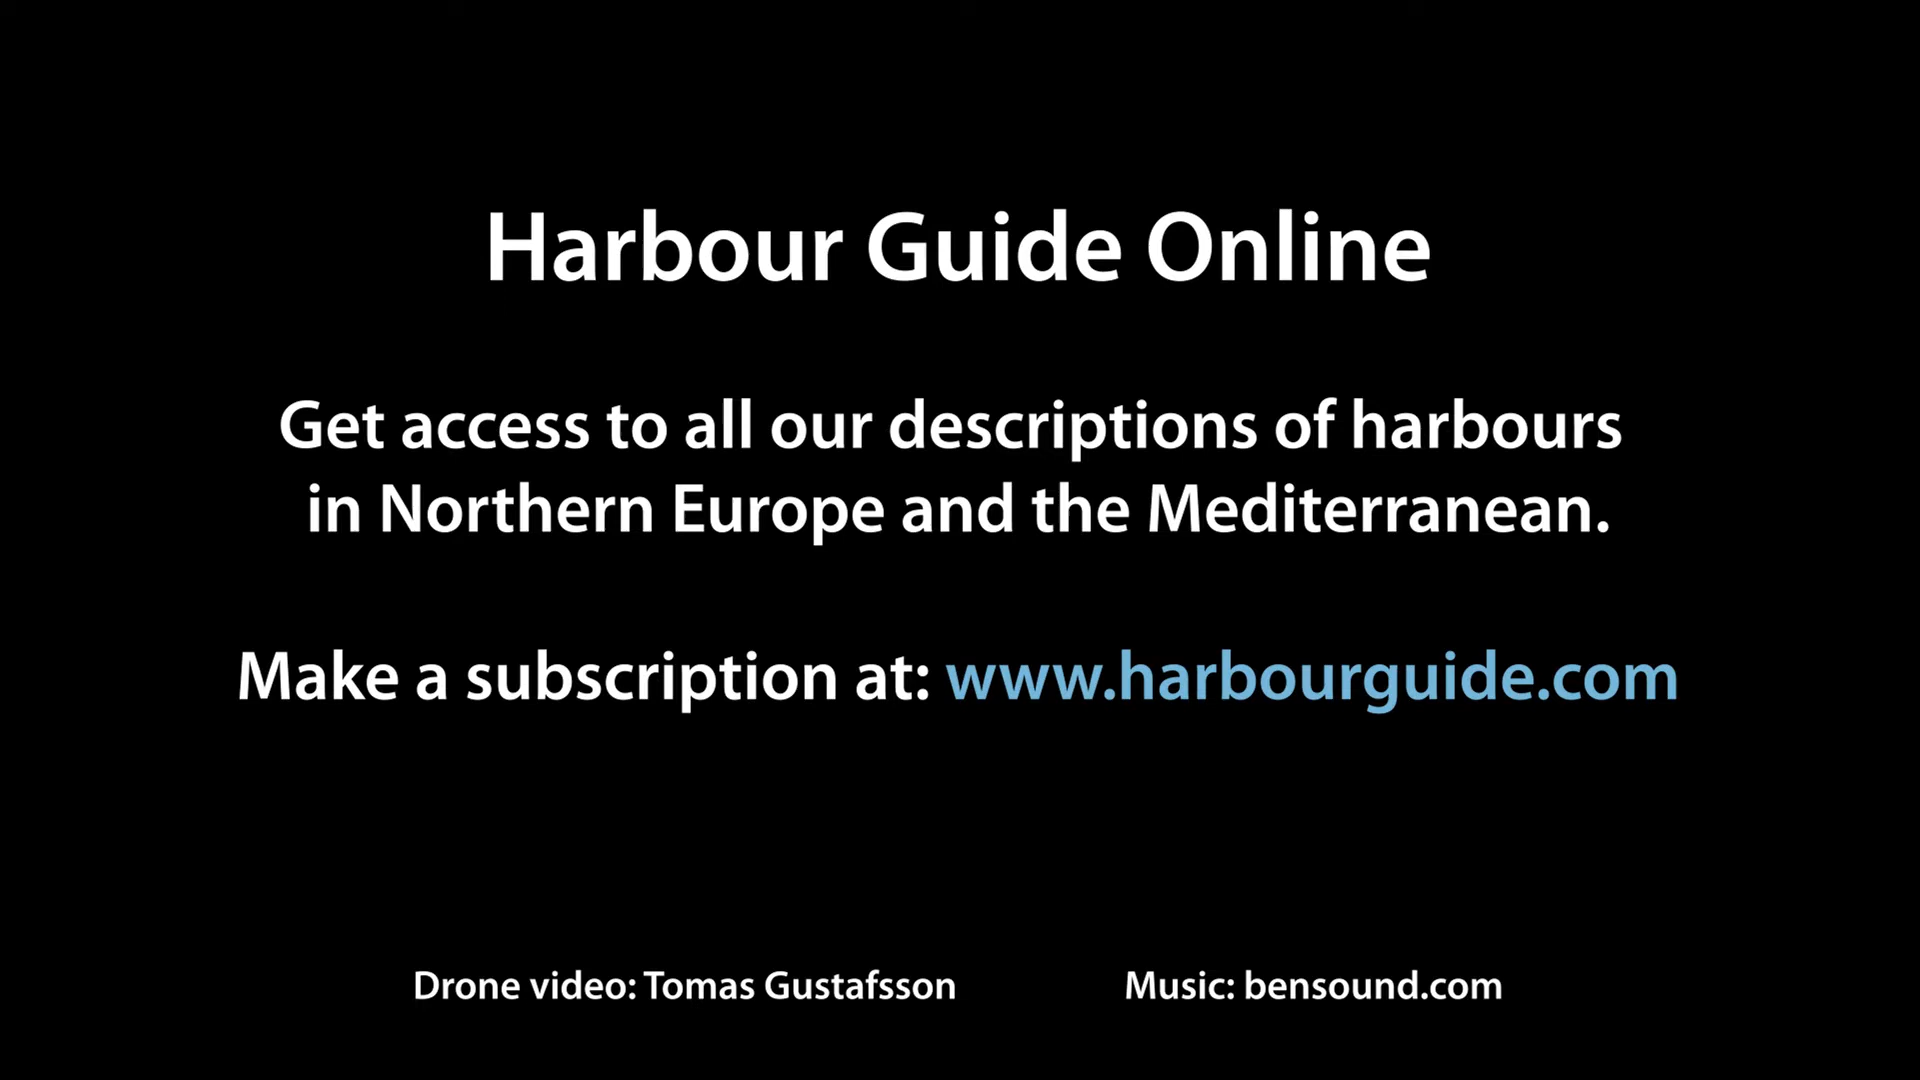 Harbour Guide Online
Get access to all our descriptions of harbours
in Northern Europe and the Mediterranean.
Make a subscription at: www.harbourguide.com
Drone video: Tomas Gustafsson
Music: bensound.com